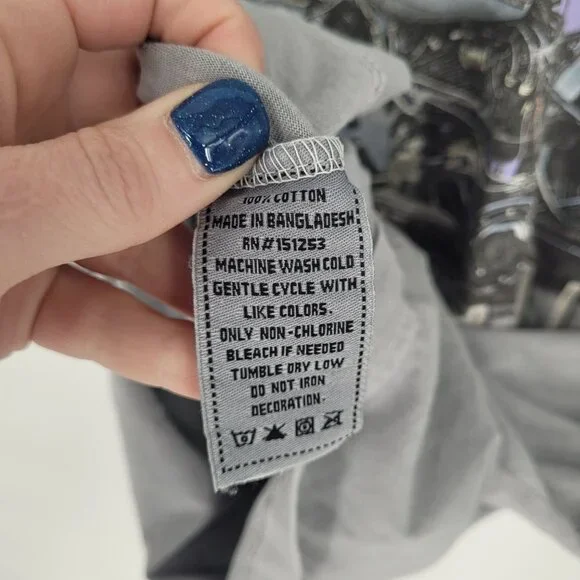 100% COTTON
MADE IN BANGLADESH
RN#151253
MACHINE WASH COLD
GENTLE CYCLE WITH
LIKE COLORS.
ONLY NON-CHLORINE
BLEACH IF NEEDED
TUMBLE DRY LOW
DO NOT IRON
DECORATION.